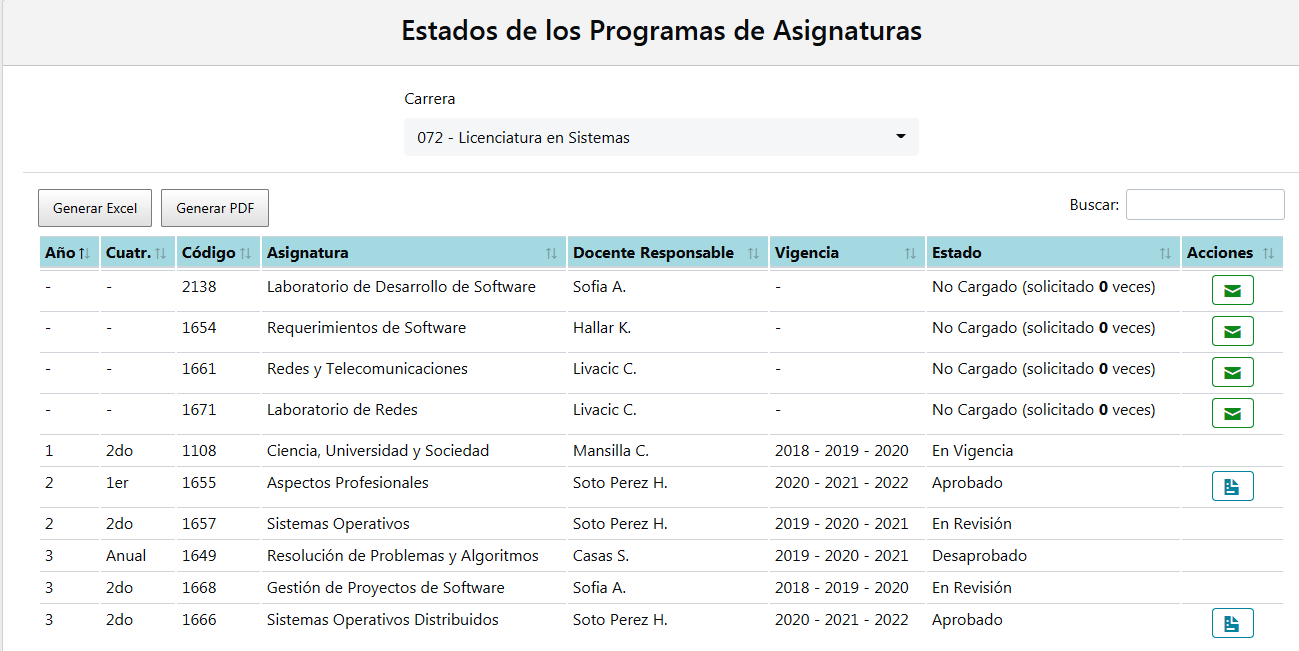 Estados de los Programas de Asignaturas
Carrera
072 - Licenciatura en Sistemas
Generar Excel Generar PDF Buscar:
Año Cuatr. Código Asignatura Docente Responsable Vigencia Estado Acciones
- - 2138 Laboratorio de Desarrollo de Software Sofia A. - No Cargado (solicitado 0 veces)
- - 1654 Requerimientos de Software Hallar K. - No Cargado (solicitado 0 veces)
- - 1661 Redes y Telecomunicaciones Livacic C. - No Cargado (solicitado 0 veces)
- - 1671 Laboratorio de Redes Livacic C. - No Cargado (solicitado 0 veces)
1 2do 1108 Ciencia, Universidad y Sociedad Mansilla C. 2018 - 2019 - 2020 En Vigencia
2 1er 1655 Aspectos Profesionales Soto Perez H. 2020 - 2021 - 2022 Aprobado
2 2do 1657 Sistemas Operativos Soto Perez H. 2019 - 2020 - 2021 En Revisión
3 Anual 1649 Resolución de Problemas y Algoritmos Casas S. 2019 - 2020 - 2021 Desaprobado
3 2do 1668 Gestión de Proyectos de Software Sofia A. 2018 - 2019 - 2020 En Revisión
3 2do 1666 Sistemas Operativos Distribuidos Soto Perez H. 2020 - 2021 - 2022 Aprobado